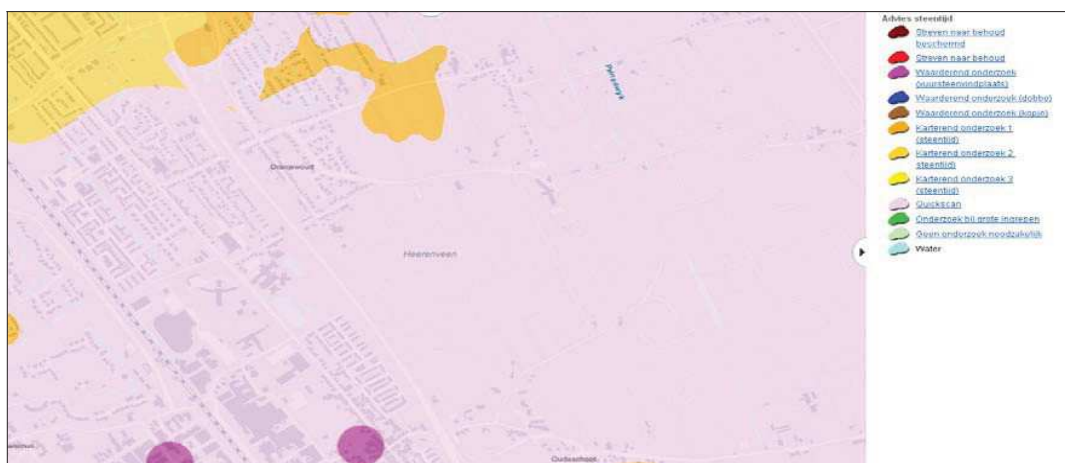 Advies steentijd
Streven naar behoud
beschermd
Streven naar behoud
Waarderend onderzoek
(vuursteenvindplaats)
Waarderend onderzoek (dobbe)
Waarderend onderzoek (kopje)
Karterend onderzoek 1
(steentijd)
Karterend onderzoek 2
steentijd)
Karterend onderzoek 3
(steentijd)
Quickscan
Onderzoek bij grote ingrepen
Geen onderzoek noodzakelijk
Water
Oranjewoud
Heerenveen
Oudeschoot